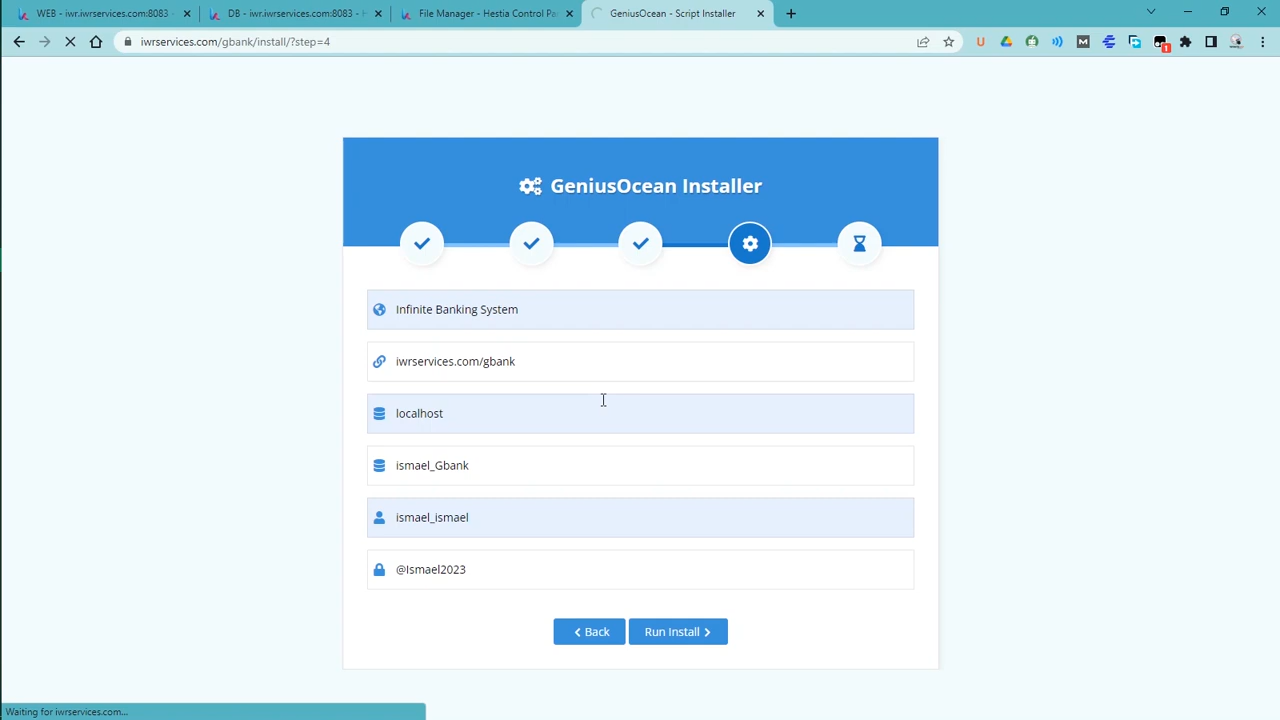 WEB - iwr.iwrservices.com:8083 -
DB - iwr.iwrservices.com:8083 - H
File Manager - Hestia Control Pa
GeniusOcean - Script Installer
iwrservices.com/gbank/install/?step=4
U
M
1
GeniusOcean Installer
Infinite Banking System
iwrservices.com/gbank
localhost
ismael_Gbank
ismael_ismael
@Ismael2023
Back
Run Install
Waiting for iwrservices.com...